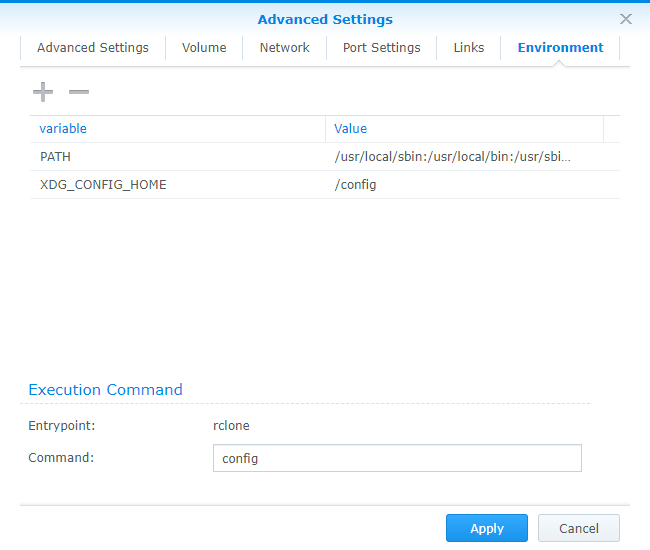 Advanced Settings
Advanced Settings Volume Network Port Settings Links Environment
variable Value
PATH /usr/local/sbin:/usr/local/bin:/usr/sbi...
XDG_CONFIG_HOME /config
Execution Command
Entrypoint: rclone
Command: config
Apply Cancel